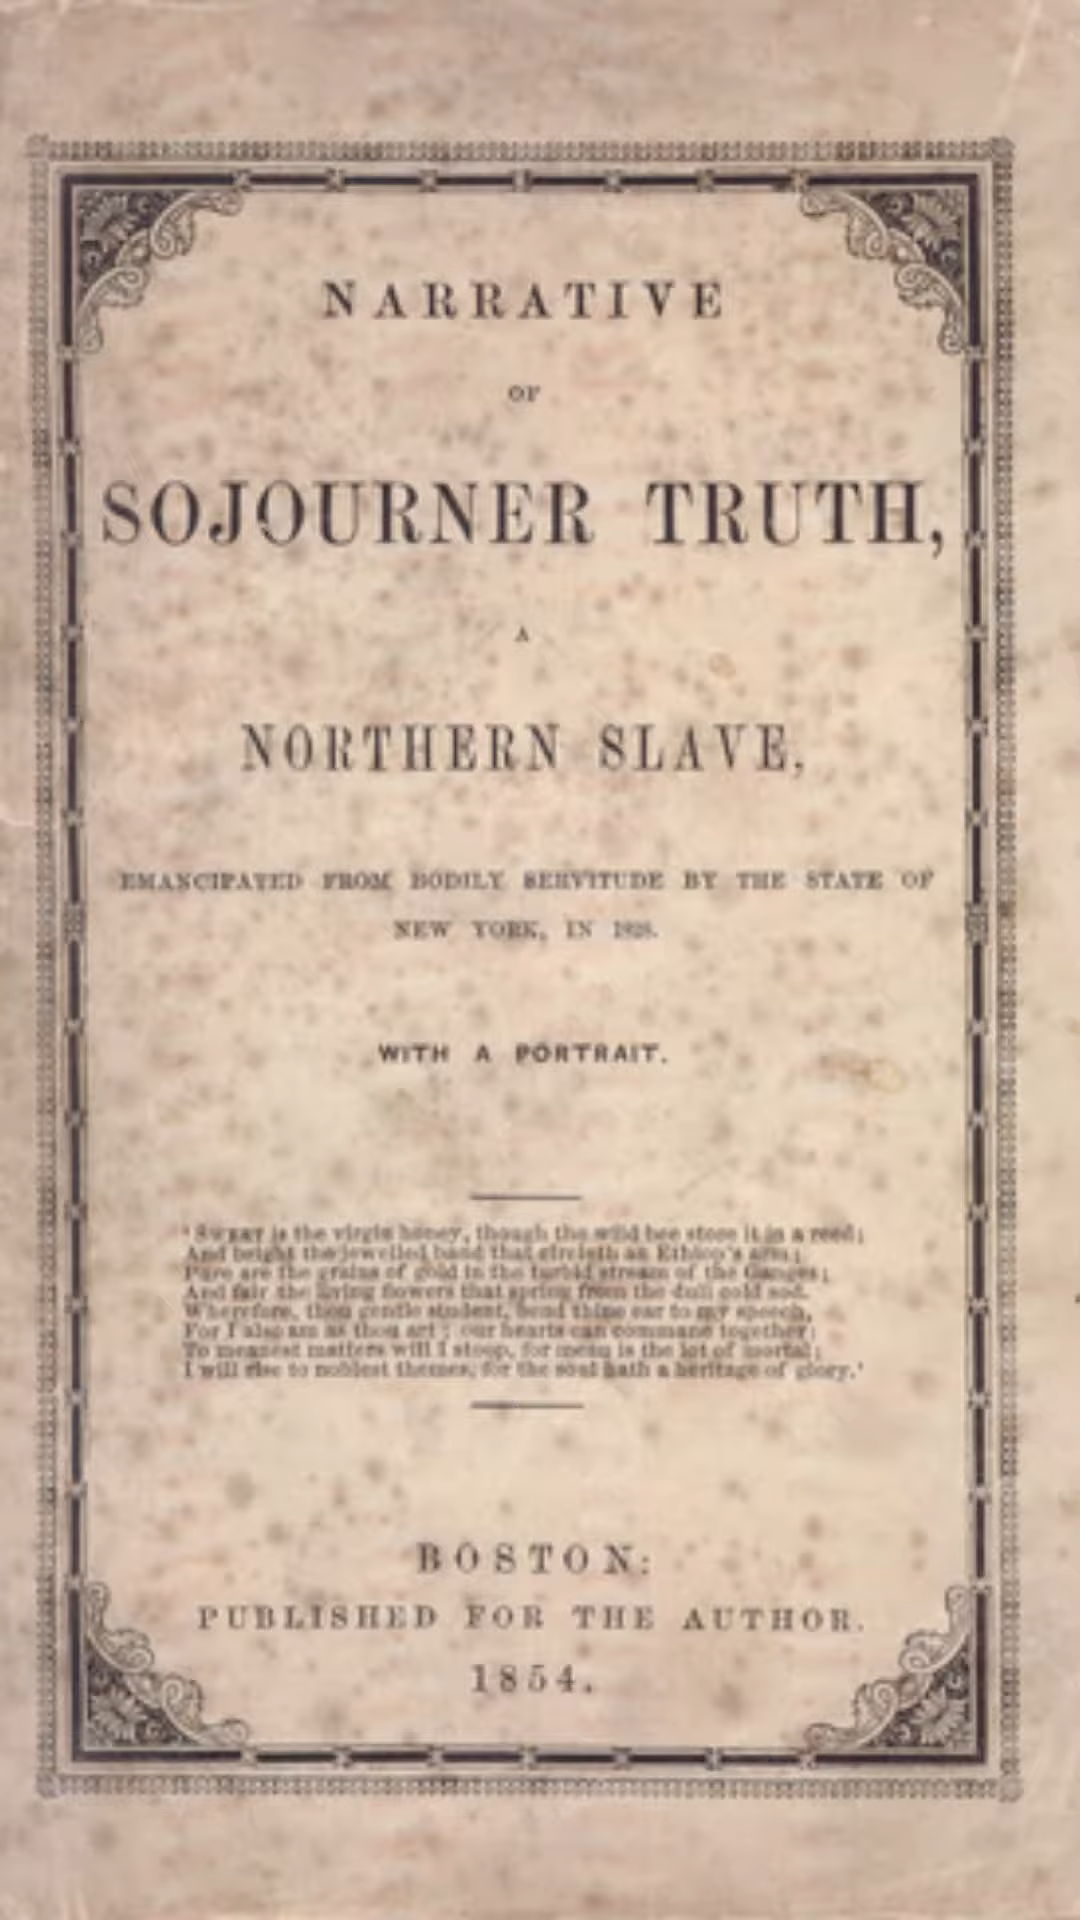 NARRATIVE
OF
SOJOURNER TRUTH,
A
NORTHERN SLAVE,
EMANCIPATED FROM BODILY SERVITUDE BY THE STATE OF
NEW YORK, IN 1828.
WITH A PORTRAIT.
'SWEET is the virgin honey, though the wild bee store it in a reed;
And bright the jewelled band that circleth an Ethiop's arm;
Pure are the grains of gold in the turbid stream of the Ganges;
And fair the living flowers that spring from the dull cold sod.
Wherefore, thou gentle student, bend thine ear to my speech,
For I also am as thou art; our hearts can commune together:
To meanest matters will I stoop, for mean is the lot of mortal;
I will rise to noblest themes, for the soul hath a heritage of glory.'
BOSTON:
PUBLISHED FOR THE AUTHOR.
1854.